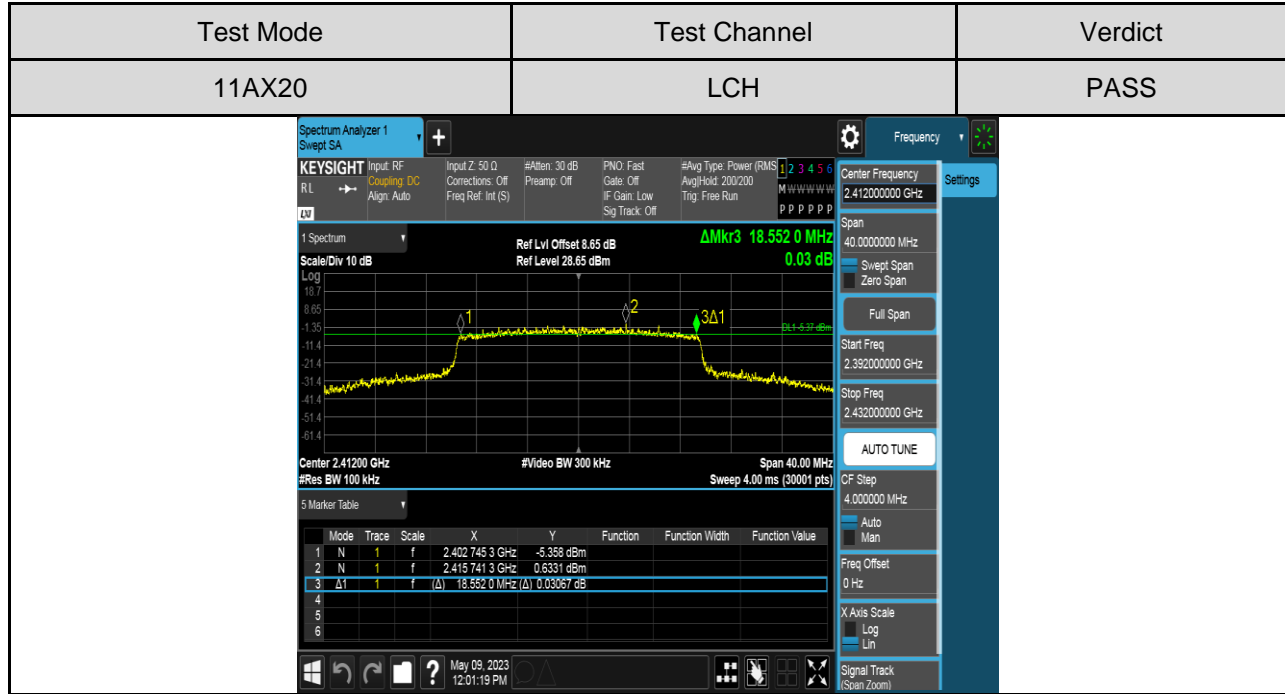 Test Mode Test Channel Verdict
11AX20 LCH PASS
Spectrum Analyzer 1
Swept SA
+
Frequency
KEYSIGHT Input: RF Input Z: 50 Ω #Atten: 30 dB PNO: Fast #Avg Type: Power (RMS 1 2 3 4 5 6
RL Coupling: DC Corrections: Off Preamp: Off Gate: Off Avg|Hold: 200/200 M W W W W W
Align: Auto Freq Ref: Int (S) IF Gain: Low Trig: Free Run
LXI Sig Track: Off P P P P P P
1 Spectrum
Ref Lvl Offset 8.65 dB ΔMkr3 18.552 0 MHz
Scale/Div 10 dB Ref Level 28.65 dBm 0.03 dB
Log
18.7
8.65
-1.35
-11.4
-21.4
-31.4
-41.4
-51.4
-61.4
1
2
3Δ1
DL1 -5.37 dBm
Center 2.41200 GHz #Video BW 300 kHz Span 40.00 MHz
#Res BW 100 kHz Sweep 4.00 ms (30001 pts)
5 Marker Table
Mode Trace Scale X Y Function Function Width Function Value
1 N 1 f 2.402 745 3 GHz -5.358 dBm
2 N 1 f 2.415 741 3 GHz 0.6331 dBm
3 Δ1 1 f (Δ) 18.552 0 MHz (Δ) 0.03067 dB
4
5
6
?
May 09, 2023
12:01:19 PM
Center Frequency
2.412000000 GHz
Settings
Span
40.0000000 MHz
Swept Span
Zero Span
Full Span
Start Freq
2.392000000 GHz
Stop Freq
2.432000000 GHz
AUTO TUNE
CF Step
4.000000 MHz
Auto
Man
Freq Offset
0 Hz
X Axis Scale
Log
Lin
Signal Track
(Span Zoom)